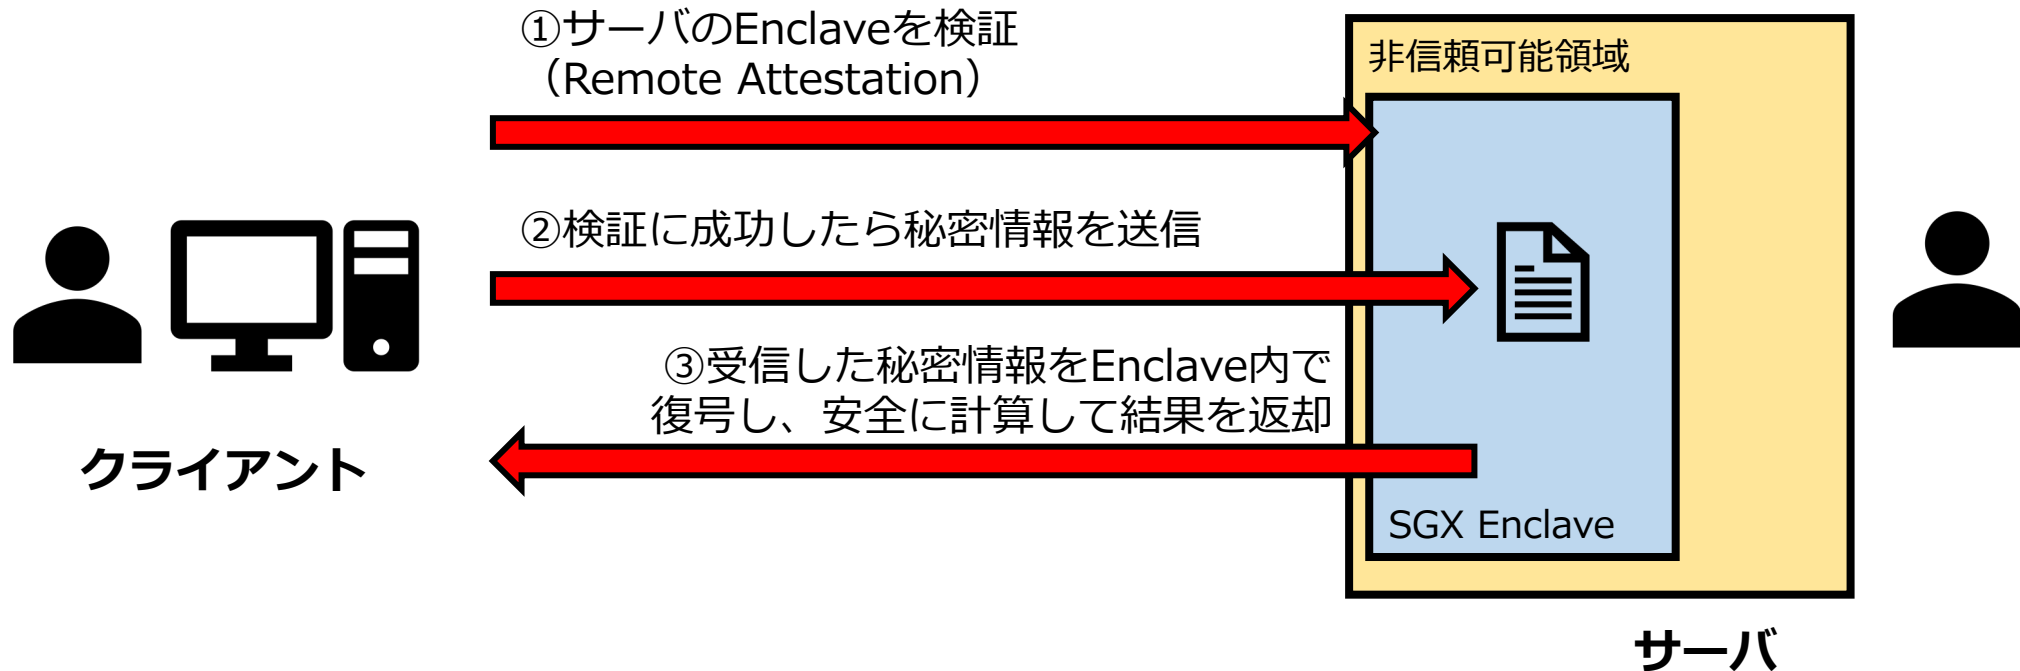 ①サーバのEnclaveを検証
（Remote Attestation）
非信頼可能領域
②検証に成功したら秘密情報を送信
③受信した秘密情報をEnclave内で
復号し、安全に計算して結果を返却
クライアント
SGX Enclave
サーバ